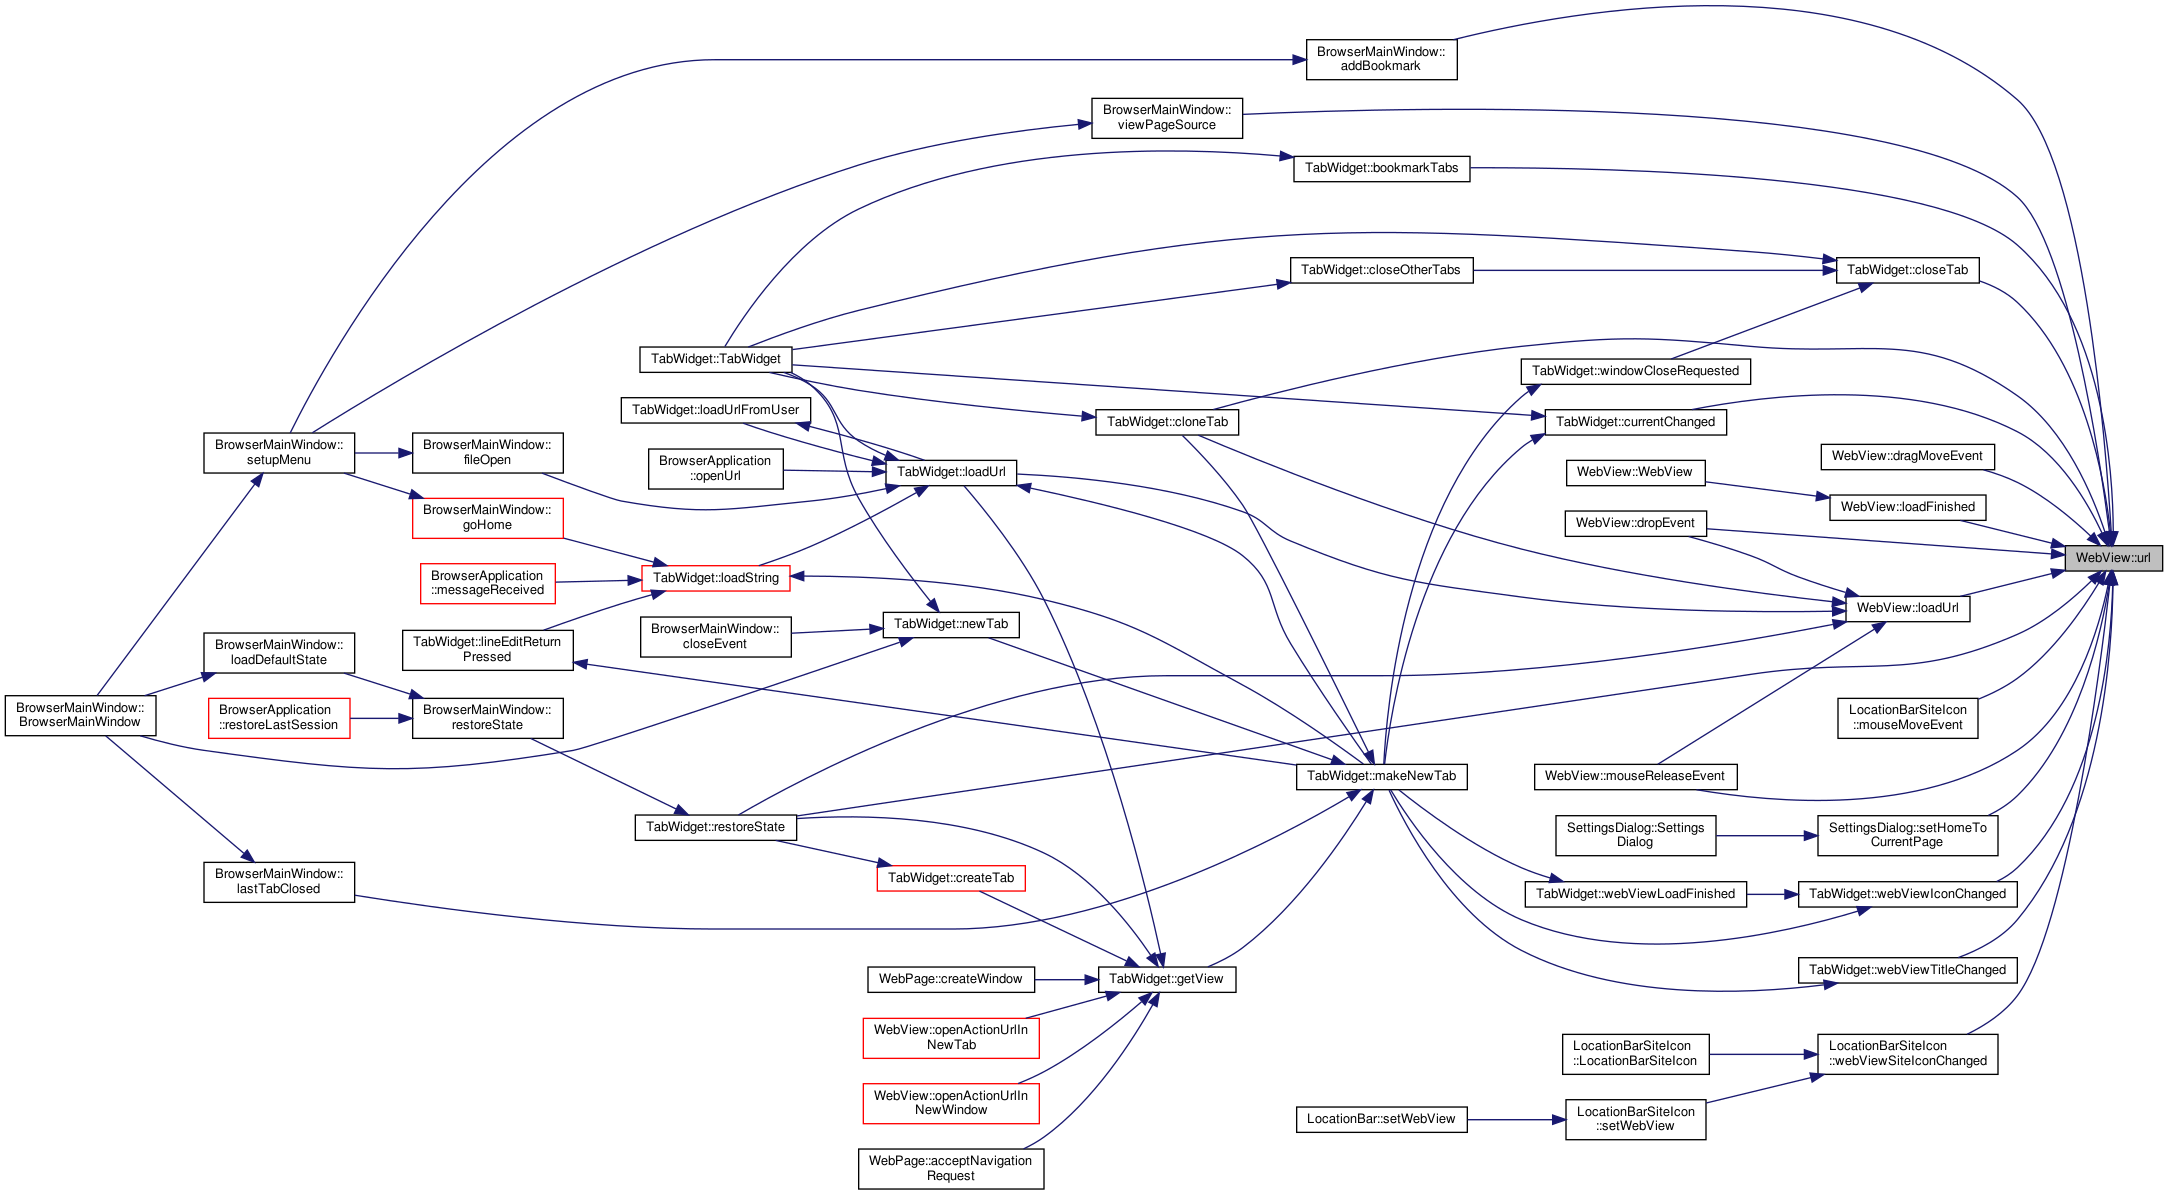 BrowserMainWindow::
addBookmark
BrowserMainWindow::
viewPageSource
TabWidget::bookmarkTabs
TabWidget::closeOtherTabs
TabWidget::closeTab
TabWidget::TabWidget
TabWidget::windowCloseRequested
TabWidget::loadUrlFromUser
TabWidget::cloneTab
TabWidget::currentChanged
BrowserMainWindow::
setupMenu
BrowserMainWindow::
fileOpen
BrowserApplication
::openUrl
TabWidget::loadUrl
WebView::WebView
WebView::dragMoveEvent
BrowserMainWindow::
goHome
WebView::dropEvent
WebView::loadFinished
WebView::url
BrowserApplication
::messageReceived
TabWidget::loadString
WebView::loadUrl
BrowserMainWindow::
loadDefaultState
TabWidget::lineEditReturn
Pressed
BrowserMainWindow::
closeEvent
TabWidget::newTab
BrowserMainWindow::
BrowserMainWindow
BrowserApplication
::restoreLastSession
BrowserMainWindow::
restoreState
LocationBarSiteIcon
::mouseMoveEvent
TabWidget::makeNewTab
WebView::mouseReleaseEvent
TabWidget::restoreState
SettingsDialog::Settings
Dialog
SettingsDialog::setHomeTo
CurrentPage
BrowserMainWindow::
lastTabClosed
TabWidget::createTab
TabWidget::webViewLoadFinished
TabWidget::webViewIconChanged
WebPage::createWindow
TabWidget::getView
TabWidget::webViewTitleChanged
WebView::openActionUrlIn
NewTab
LocationBarSiteIcon
::LocationBarSiteIcon
LocationBarSiteIcon
::webViewSiteIconChanged
WebView::openActionUrlIn
NewWindow
LocationBar::setWebView
LocationBarSiteIcon
::setWebView
WebPage::acceptNavigation
Request